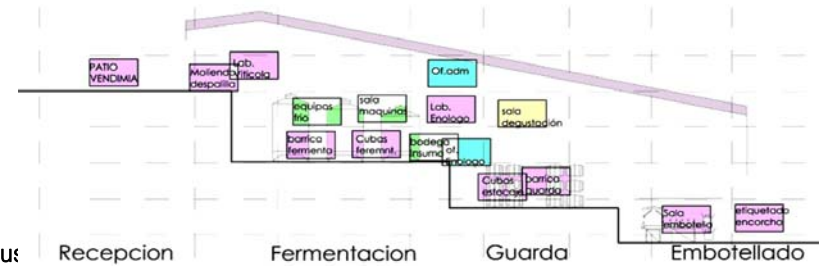 PATIO
VENDIMIA
Molienda
despalilla
Lab.
Viticola
Of.adm
equipos
frio
sala
maquinas
Lab.
Enologo
sala
degustación
barrica
fermenta
Cubas
feremnt.
bodega
insumo
of.
Enologo
Cubas
estocaje
barrica
guarda
Sala
embotella
etiquetado
encorcha
Recepcion
Fermentacion
Guarda
Embotellado